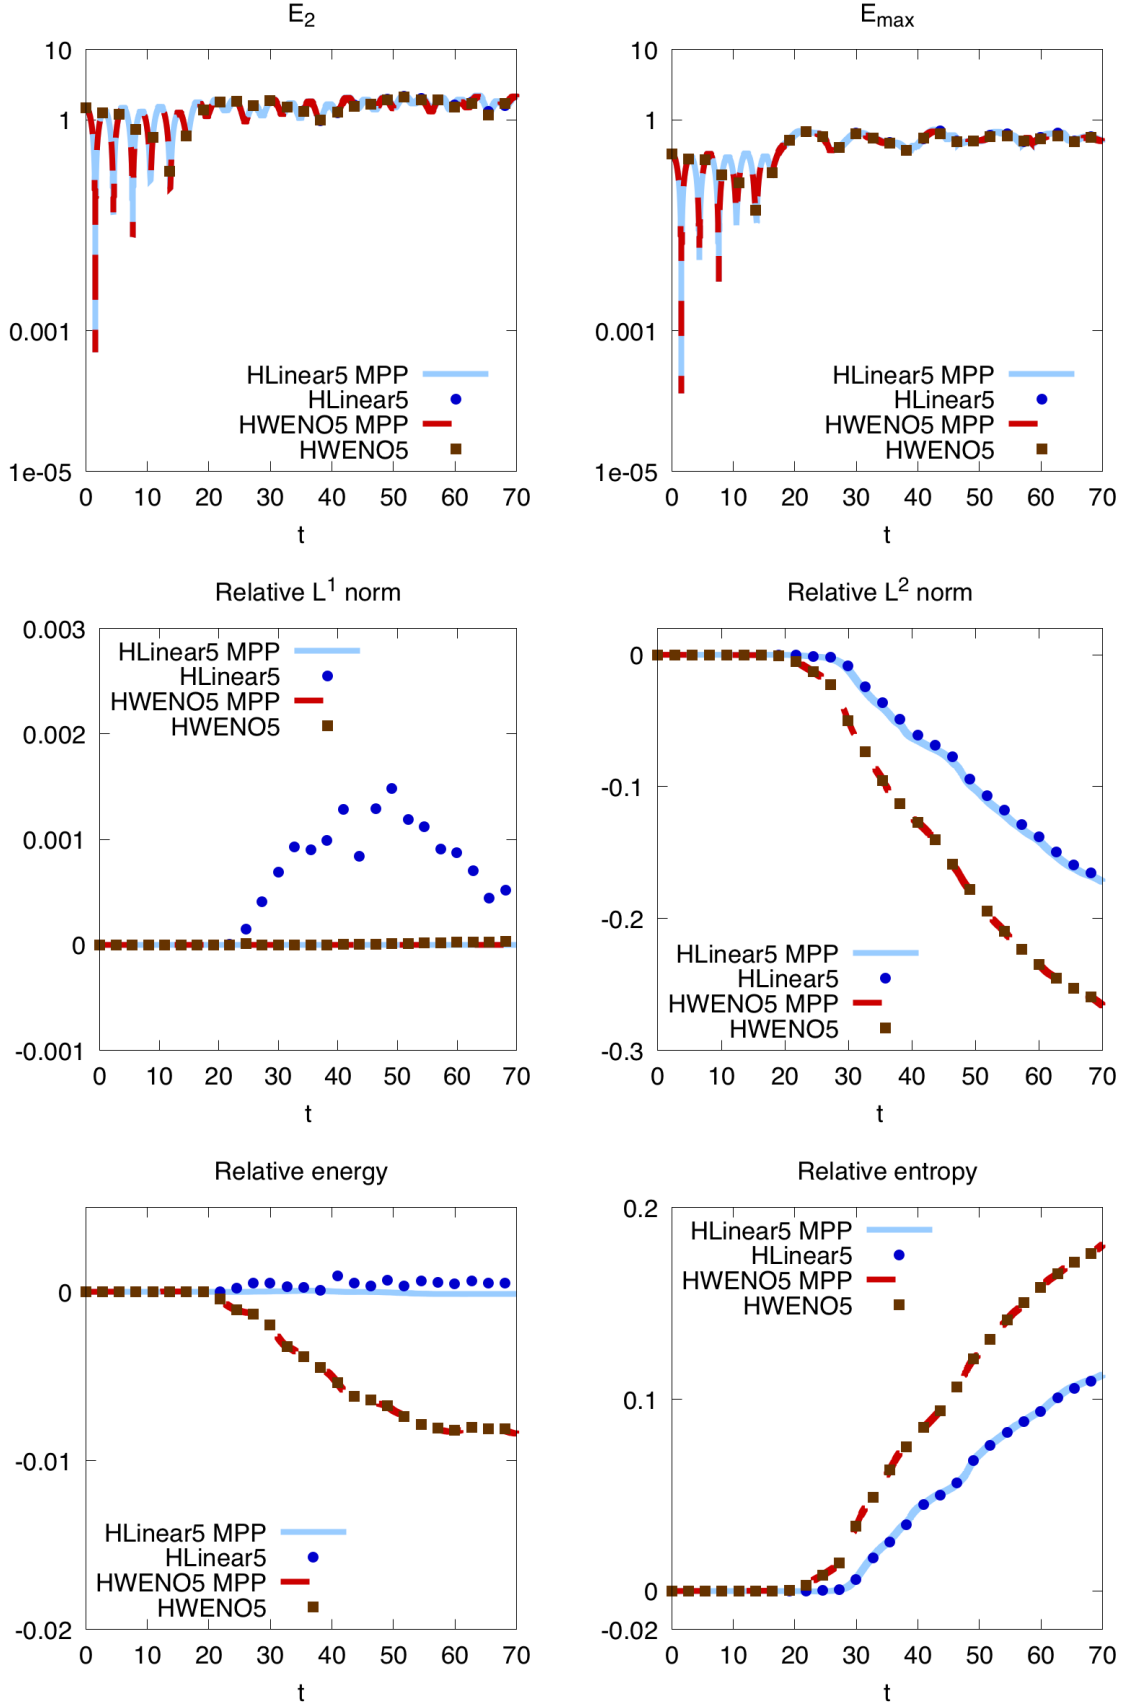 E2
10
1
0.001
1e-05
HLinear5 MPP
HLinear5
HWENO5 MPP
HWENO5
0 10 20 30 40 50 60 70
t
Emax
10
1
0.001
1e-05
HLinear5 MPP
HLinear5
HWENO5 MPP
HWENO5
0 10 20 30 40 50 60 70
t
Relative L1 norm
0.003
0.002
0.001
0
-0.001
HLinear5 MPP
HLinear5
HWENO5 MPP
HWENO5
0 10 20 30 40 50 60 70
t
Relative L2 norm
0
-0.1
-0.2
-0.3
HLinear5 MPP
HLinear5
HWENO5 MPP
HWENO5
0 10 20 30 40 50 60 70
t
Relative energy
0
-0.01
-0.02
HLinear5 MPP
HLinear5
HWENO5 MPP
HWENO5
0 10 20 30 40 50 60 70
t
Relative entropy
0.2
0.1
0
-0.02
HLinear5 MPP
HLinear5
HWENO5 MPP
HWENO5
0 10 20 30 40 50 60 70
t